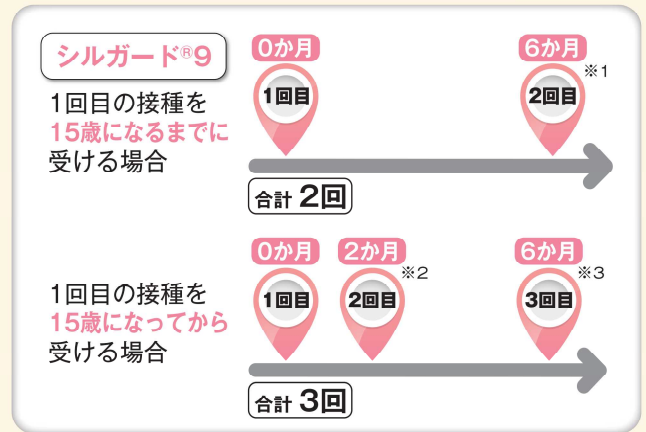 シルガード®9
1回目の接種を
15歳になるまでに
受ける場合
0か月
1回目
6か月
※1
2回目
合計 2回
1回目の接種を
15歳になってから
受ける場合
0か月
1回目
2か月
※2
2回目
6か月
※3
3回目
合計 3回